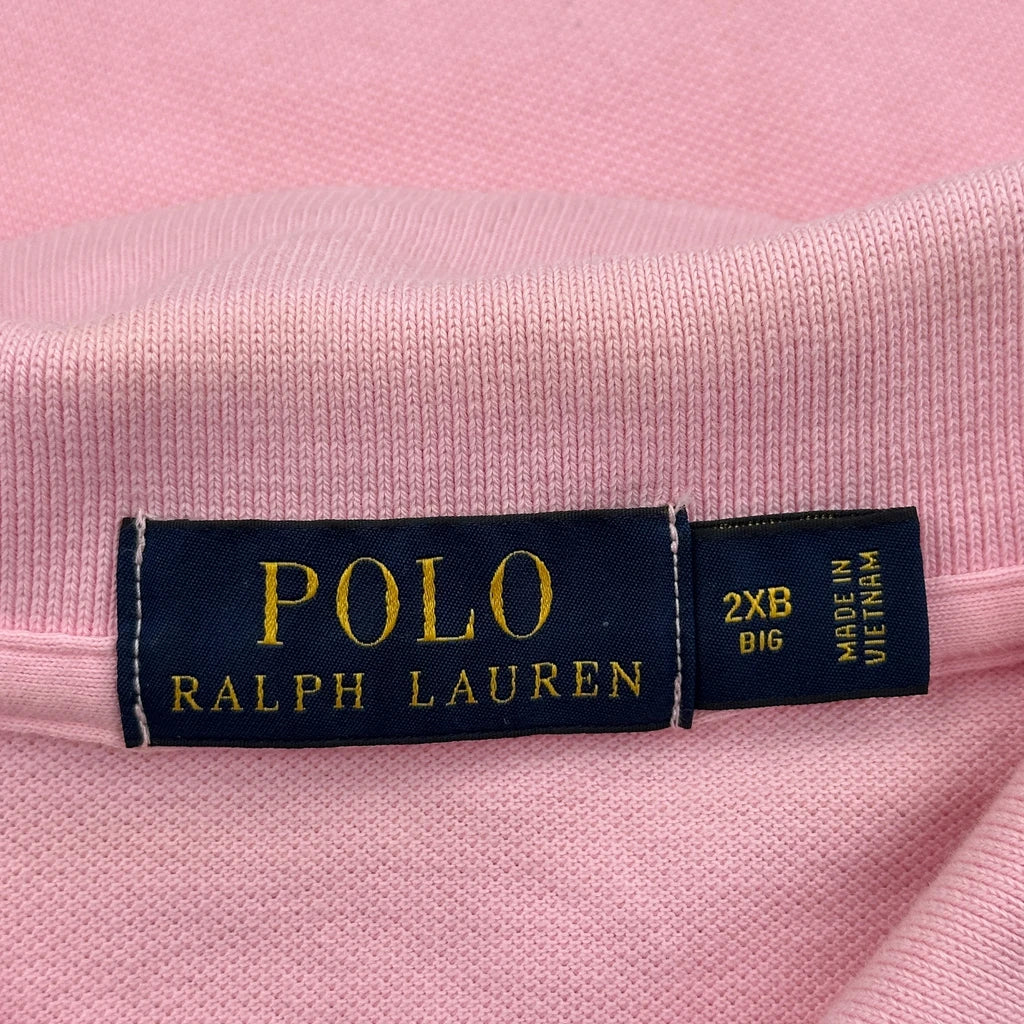 POLO
RALPH LAUREN
2XB
BIG
MADE IN
VIETNAM